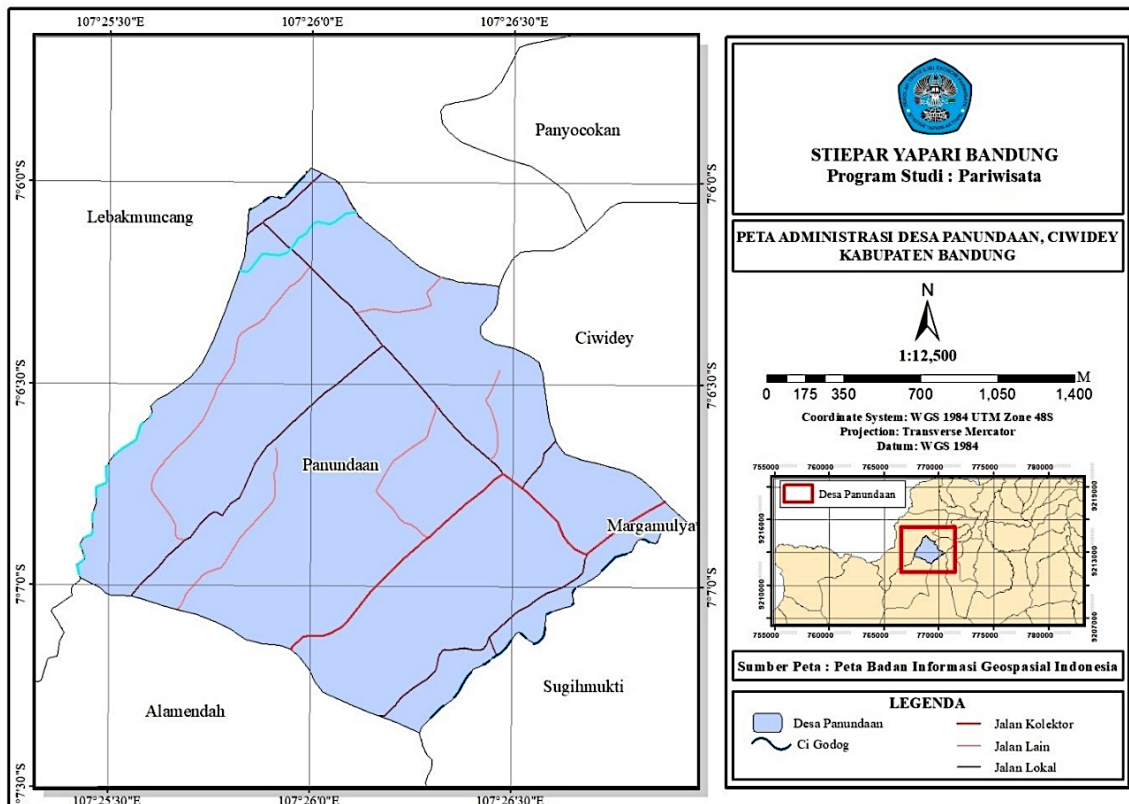 107°25'30"E 107°26'0"E 107°26'30"E
7°6'0"S 7°6'0"S
7°6'30"S 7°6'30"S
7°7'0"S 7°7'0"S
7°7'30"S
107°25'30"E 107°26'0"E 107°26'30"E
Panyocokan
Lebakmuncang
Ciwidey
Panundaan
Margamulya
Sugihmukti
Alamendah
STIEPAR YAPARI BANDUNG
Program Studi : Pariwisata
PETA ADMINISTRASI DESA PANUNDAAN, CIWIDEY
KABUPATEN BANDUNG
N
1:12,500
M
0 175 350 700 1,050 1,400
Coordinate System: WGS 1984 UTM Zone 48S
Projection: Transverse Mercator
Datum: WGS 1984
755000 760000 765000 770000 775000 780000
Desa Panundaan
9216000 9219000
9213000
9210000 9207000
755000 760000 765000 770000 775000 780000
Sumber Peta : Peta Badan Informasi Geospasial Indonesia
LEGENDA
Desa Panundaan
Ci Godog
Jalan Kolektor
Jalan Lain
Jalan Lokal